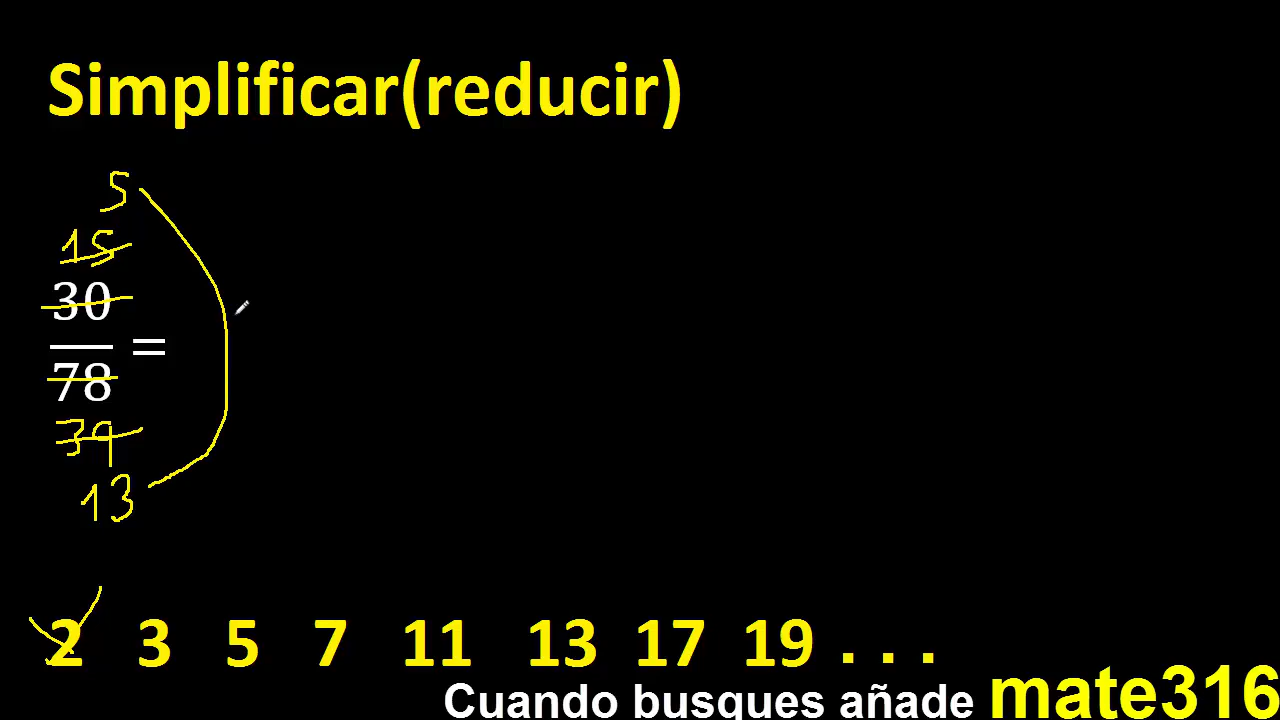 Simplificar(reducir)
5
15
30
78 =
39
13
2 3 5 7 11 13 17 19 . . .
Cuando busques añade mate316